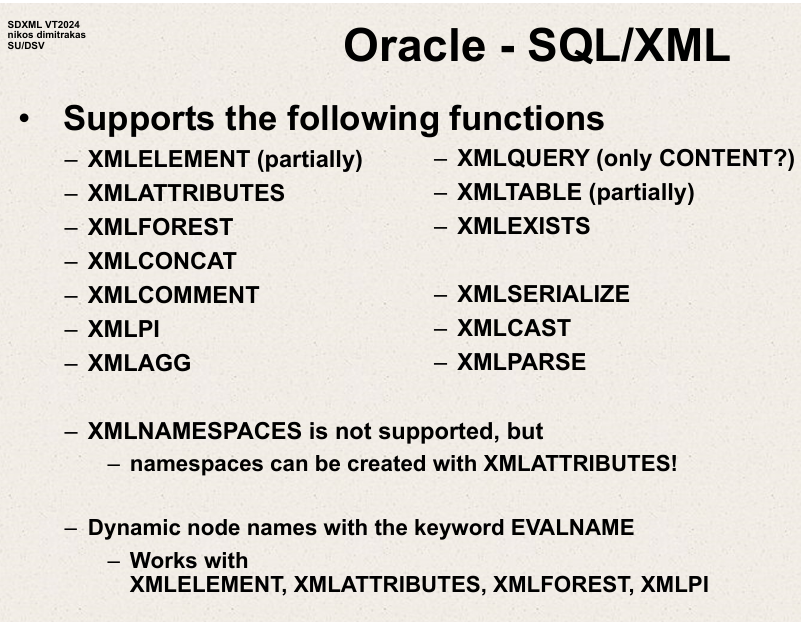 SDXML VT2024
nikos dimitrakas
SU/DSV
Oracle - SQL/XML
• Supports the following functions
– XMLELEMENT (partially)
– XMLATTRIBUTES
– XMLFOREST
– XMLCONCAT
– XMLCOMMENT
– XMLPI
– XMLAGG
– XMLQUERY (only CONTENT?)
– XMLTABLE (partially)
– XMLEXISTS
– XMLSERIALIZE
– XMLCAST
– XMLPARSE
– XMLNAMESPACES is not supported, but
– namespaces can be created with XMLATTRIBUTES!
– Dynamic node names with the keyword EVALNAME
– Works with
XMLELEMENT, XMLATTRIBUTES, XMLFOREST, XMLPI